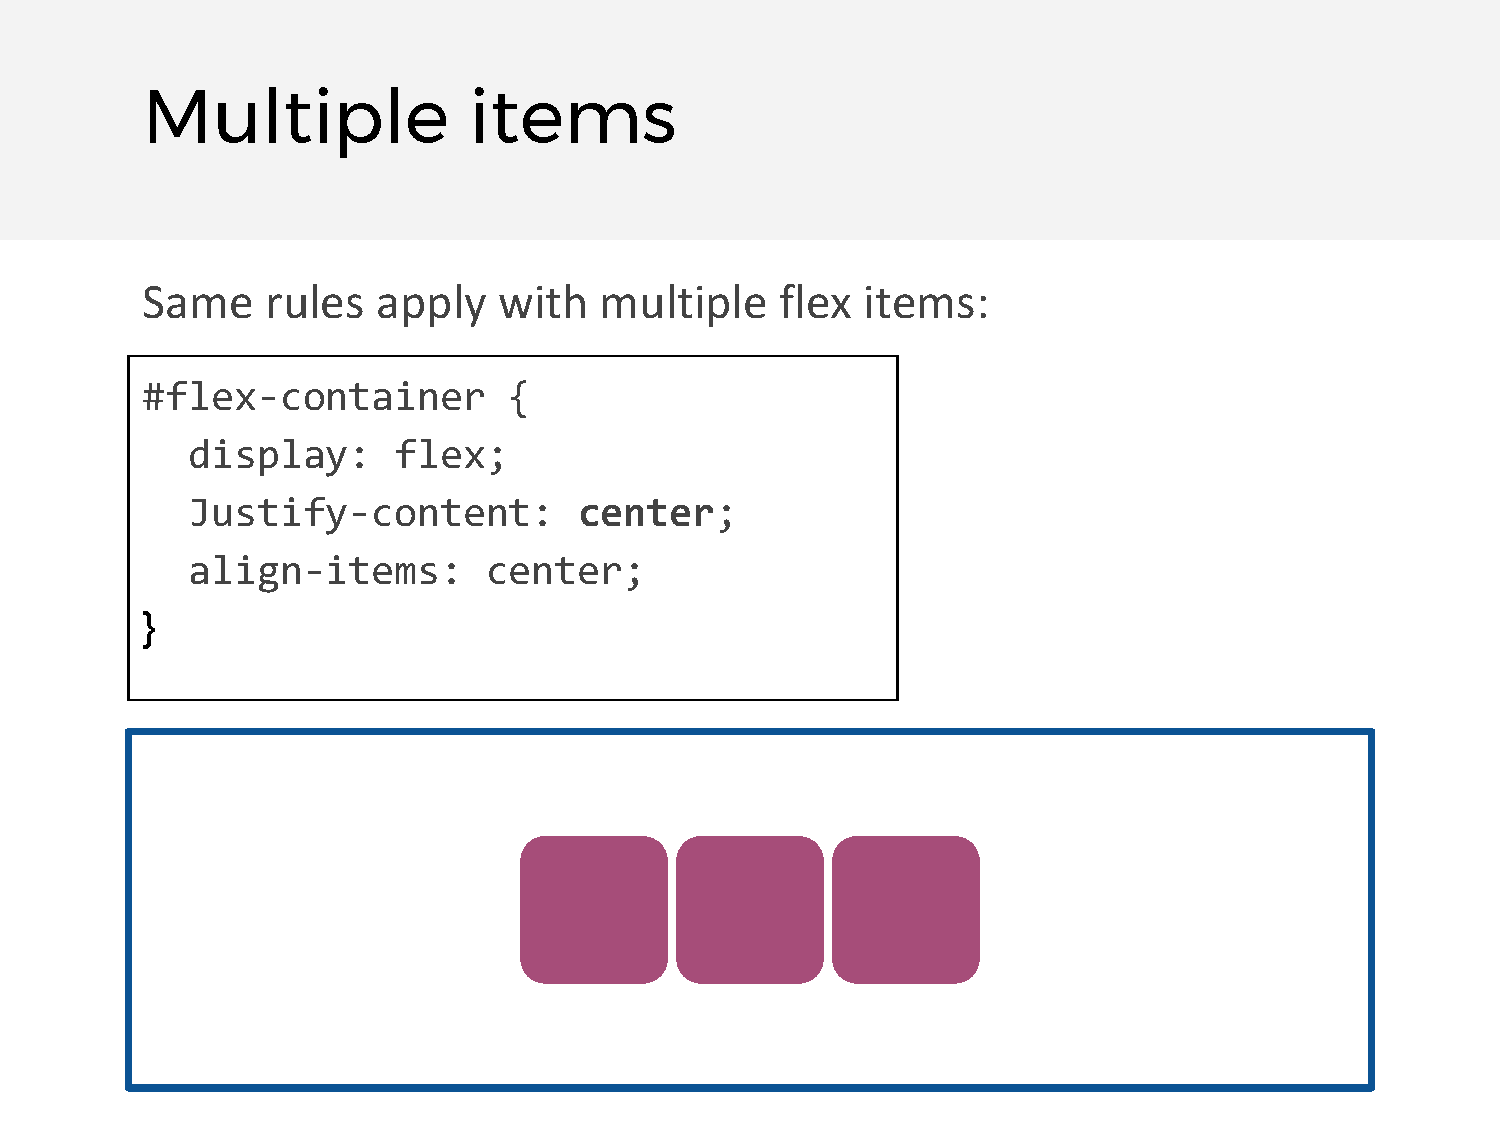 Multiple items
Same rules apply with multiple flex items:
#flex-container {
display: flex;
Justify-content: center;
align-items: center;
}